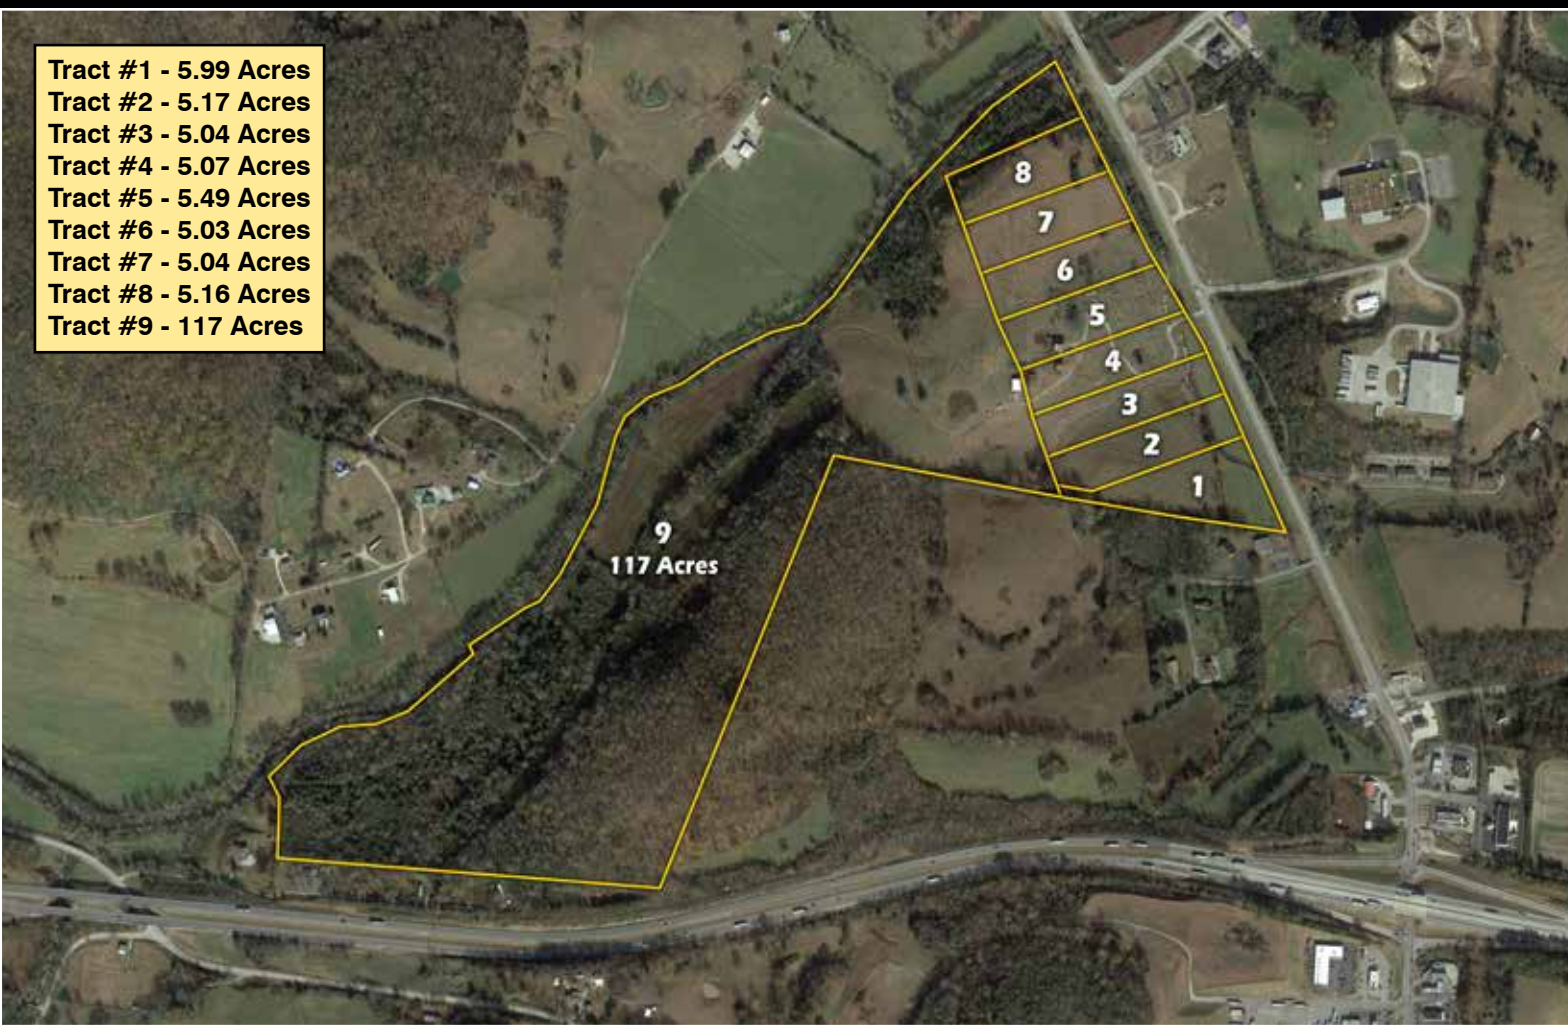 Tract #1 - 5.99 Acres
Tract #2 - 5.17 Acres
Tract #3 - 5.04 Acres
Tract #4 - 5.07 Acres
Tract #5 - 5.49 Acres
Tract #6 - 5.03 Acres
Tract #7 - 5.04 Acres
Tract #8 - 5.16 Acres
Tract #9 - 117 Acres
8
7
6
5
4
3
2
1
9
117 Acres